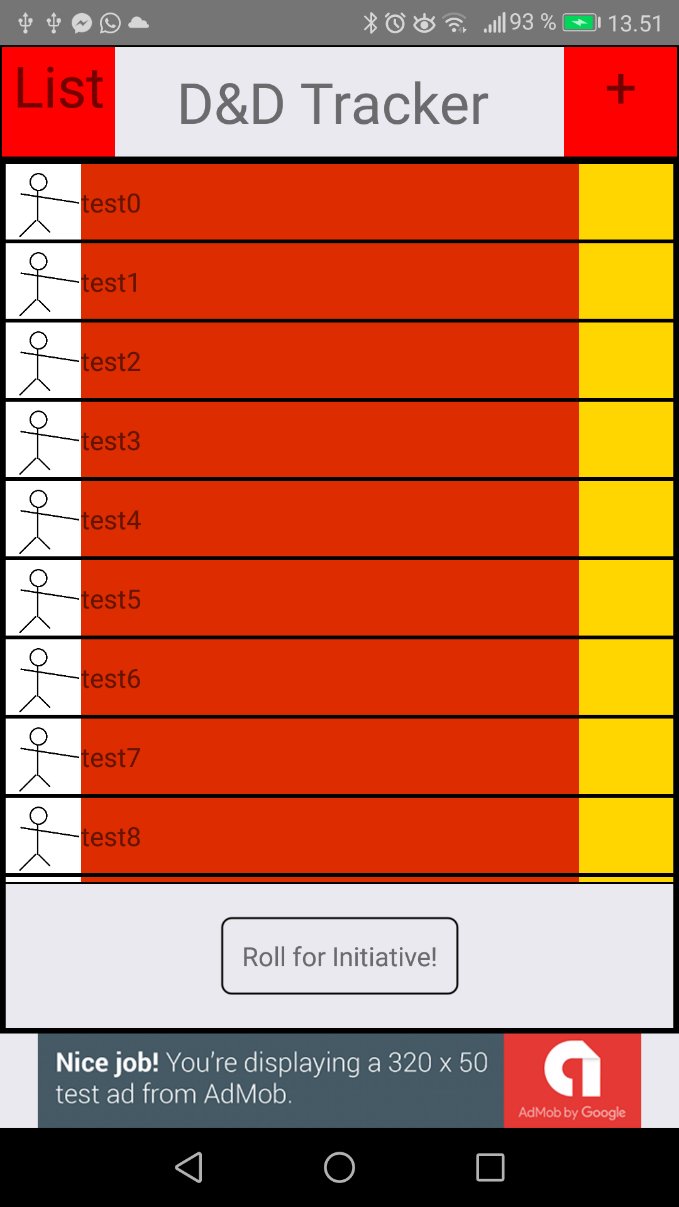 93 % 13.51
List D&D Tracker +
test0
test1
test2
test3
test4
test5
test6
test7
test8
Roll for Initiative!
Nice job! You're displaying a 320 x 50
test ad from AdMob.
AdMob by Google